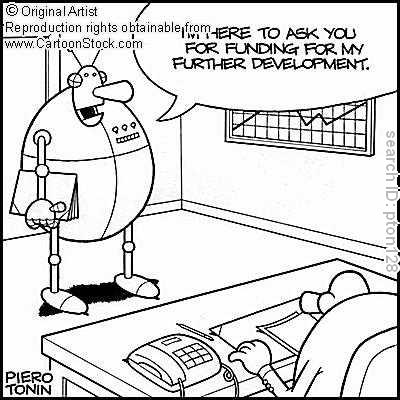 © Original Artist
Reproduction rights obtainable from
www.CartoonStock.com
HERE TO ASK YOU
FOR FUNDING FOR MY
FURTHER DEVELOPMENT.
search ID: pton128
PIERO
TONIN